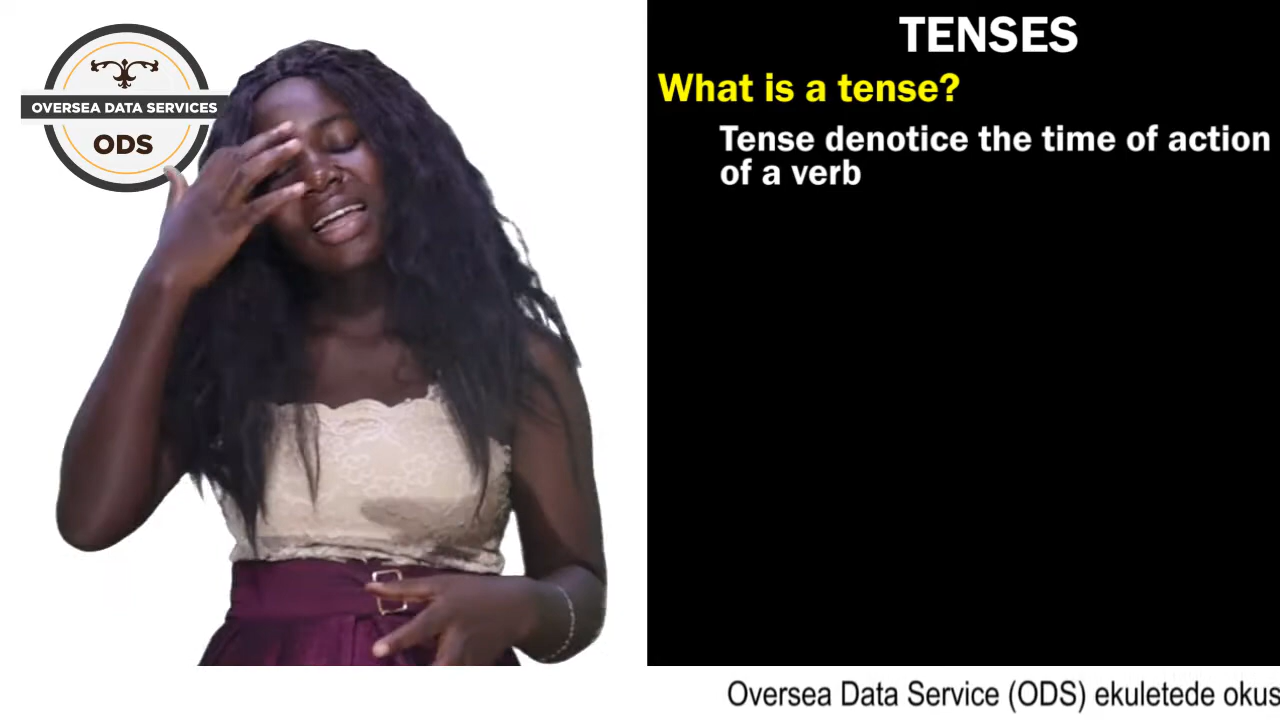 OVERSEA DATA SERVICES
ODS
TENSES
What is a tense?
Tense denotice the time of action
of a verb
Oversea Data Service (ODS) ekuletede okus